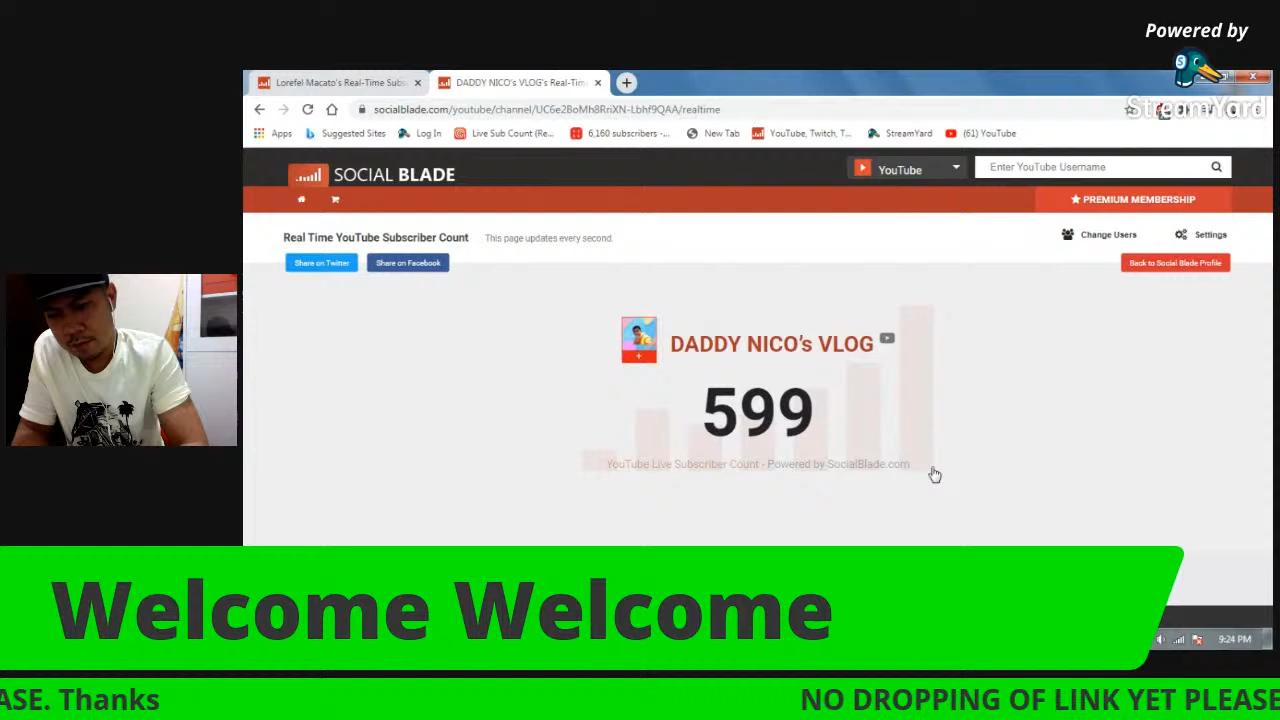 Powered by
StreamYard
Lorefel Macato's Real-Time Subs
DADDY NICO's VLOG's Real-Tim
socialblade.com/youtube/channel/UC6e2BoMh8RriXN-Lbhf9QAA/realtime
Apps
Suggested Sites
Log In
Live Sub Count (Re...
6,160 subscribers -...
New Tab
YouTube, Twitch, T...
StreamYard
(61) YouTube
SOCIAL BLADE
YouTube
Enter YouTube Username
PREMIUM MEMBERSHIP
Real Time YouTube Subscriber Count
This page updates every second.
Change Users
Settings
Share on Twitter
Share on Facebook
Back to Social Blade Profile
DADDY NICO's VLOG
599
YouTube Live Subscriber Count - Powered by SocialBlade.com
Welcome Welcome
9:24 PM
ASE. Thanks
NO DROPPING OF LINK YET PLEASE